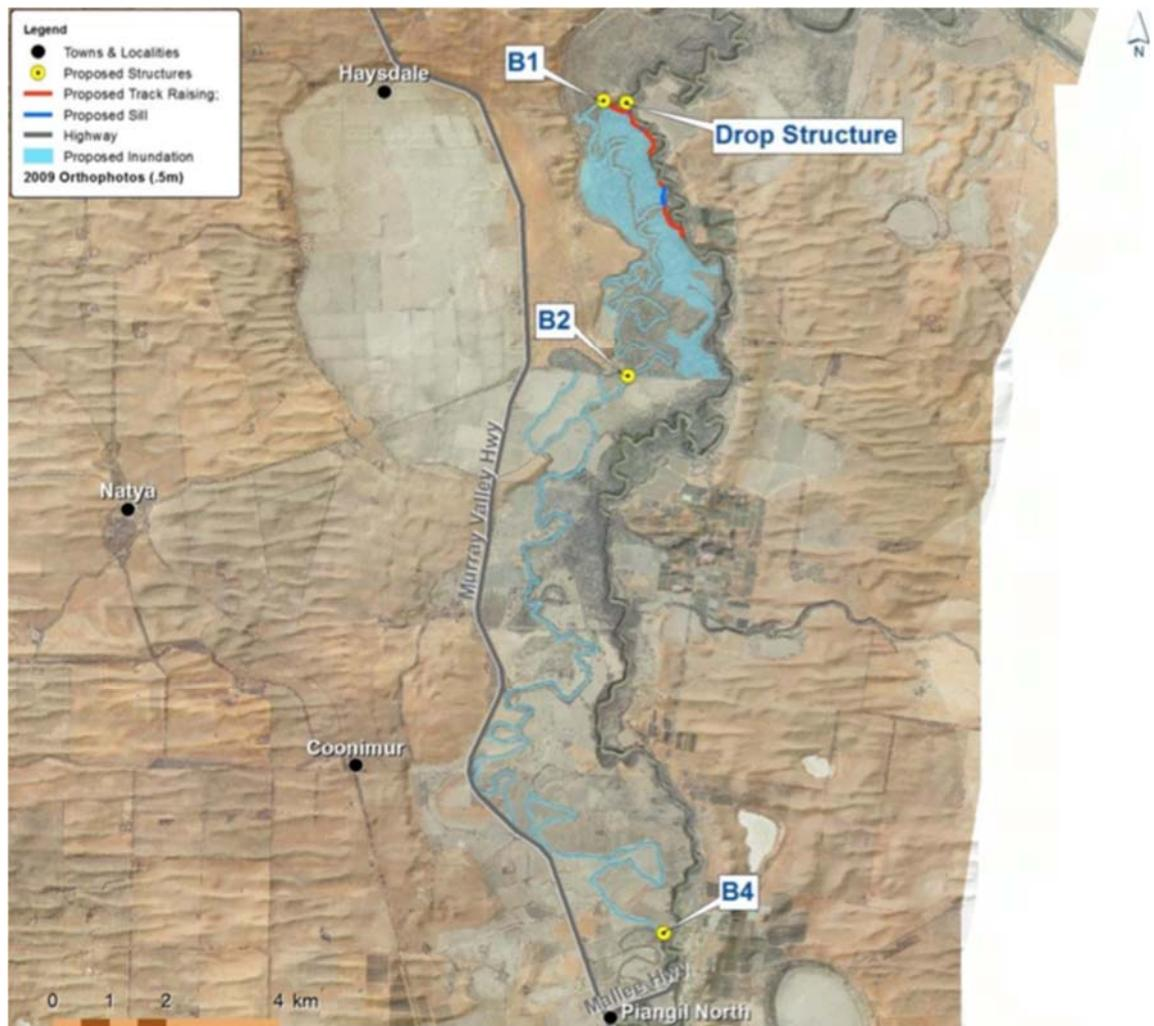 Legend
Towns & Localities
Proposed Structures
Proposed Track Raising;
Proposed Sill
Highway
Proposed Inundation
2009 Orthophotos (.5m)
N
Haysdale
B1
Drop Structure
B2
Murray Valley Hwy
Natya
Coonimur
B4
Mallee Hwy
Piangil North
0 1 2 4 km